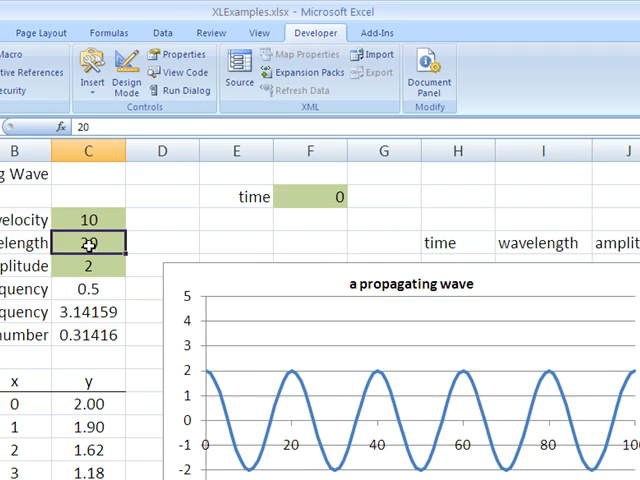 XLExamples.xlsx - Microsoft Excel
Page Layout Formulas Data Review View Developer Add-Ins
Macro Properties Map Properties Import
tive References View Code Expansion Packs Export
ecurity Insert Design Mode Run Dialog Source Refresh Data Document Panel
Controls XML Modify
fx 20
B C D E F G H I J
g Wave
time 0
velocity 10
elength 20 time wavelength amplit
plitude 2
quency 0.5 a propagating wave
quency 3.14159 5
number 0.31416 4
3
x y 2
0 2.00 1
1 1.90 0
2 1.62 -1 0 20 40 60 80 100
3 1.18 -2